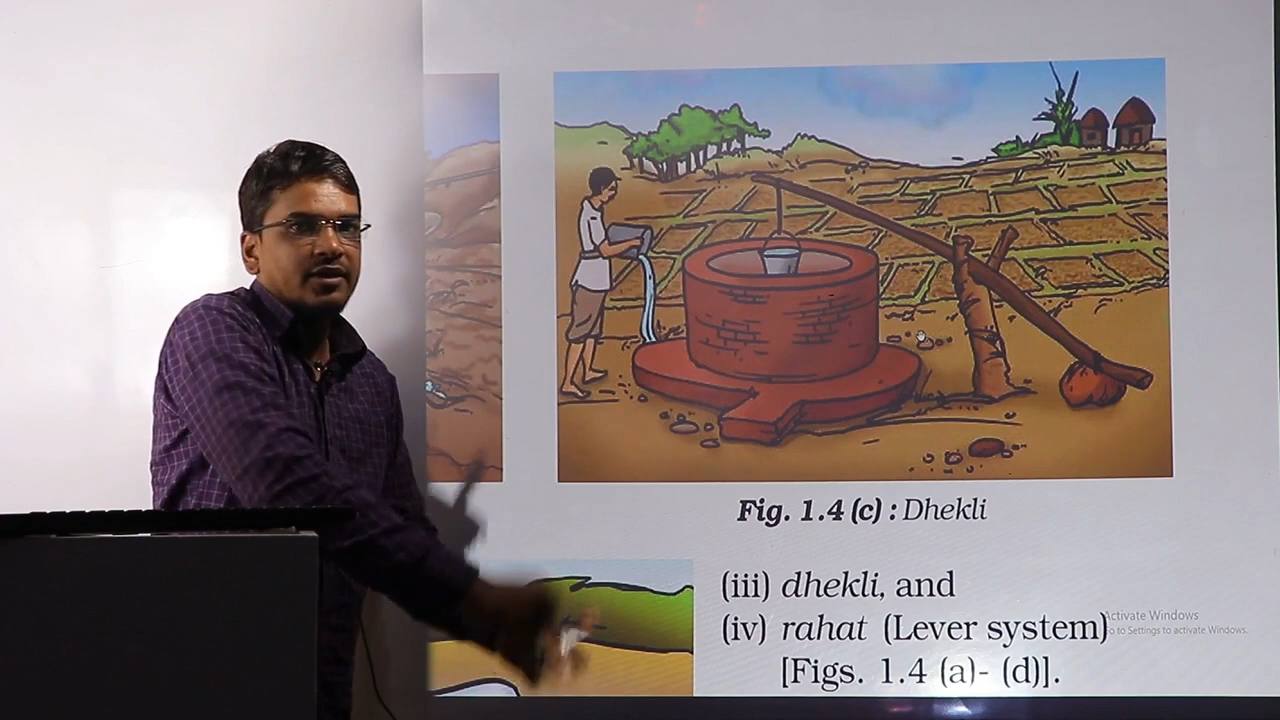 Fig. 1.4 (c) : Dhekli
(iii) dhekli, and
(iv) rahat (Lever system)
[Figs. 1.4 (a)- (d)].
Activate Windows
Go to Settings to activate Windows.